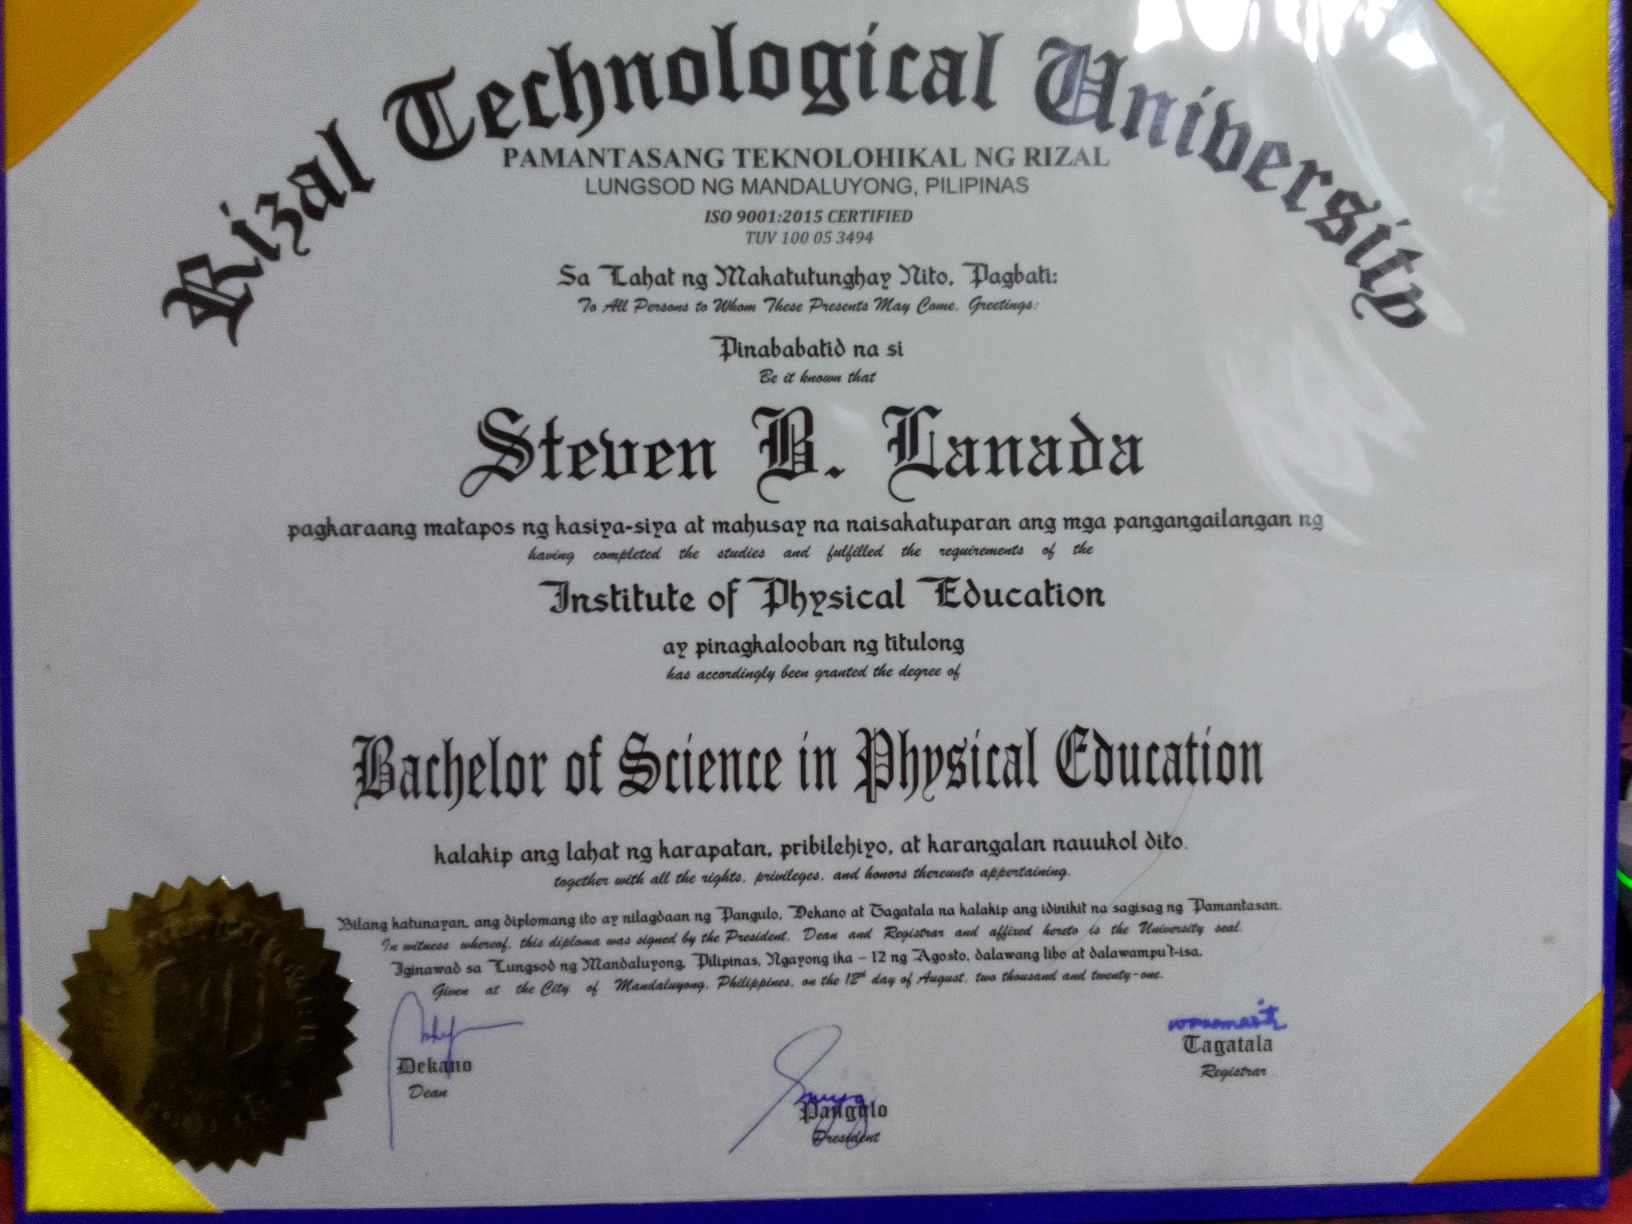 Rizal Technological University
PAMANTASANG TEKNOLOHIKAL NG RIZAL
LUNGSOD NG MANDALUYONG, PILIPINAS
ISO 9001:2015 CERTIFIED
TUV 100 05 3494
Sa Lahat ng Makatutunghay Nito, Pagbati:
To All Persons to Whom These Presents May Come, Greetings:
Pinababatid na si
Be it known that
Steven B. Lanada
pagkaraang matapos ng kasiya-siya at mahusay na naisakatuparan ang mga pangangailangan ng
having completed the studies and fulfilled the requirements of the
Institute of Physical Education
ay pinagkalooban ng titulong
has accordingly been granted the degree of
Bachelor of Science in Physical Education
kalakip ang lahat ng karapatan, pribilehiyo, at karangalan nauukol dito.
together with all the rights, privileges, and honors thereunto appertaining.
Bilang katunayan, ang diplomang ito ay nilagdaan ng Pangulo, Dekano at Tagatala na kalakip ang idinikit na sagisag ng Pamantasan.
In witness whereof, this diploma was signed by the President, Dean and Registrar and affixed hereto is the University seal.
Iginawad sa Lungsod ng Mandaluyong, Pilipinas, Ngayong ika - 12 ng Agosto, dalawang libo at dalawampu't-isa.
Given at the City of Mandaluyong, Philippines, on the 12th day of August, two thousand and twenty-one.
Dekano
Dean
Pangulo
President
Tagatala
Registrar